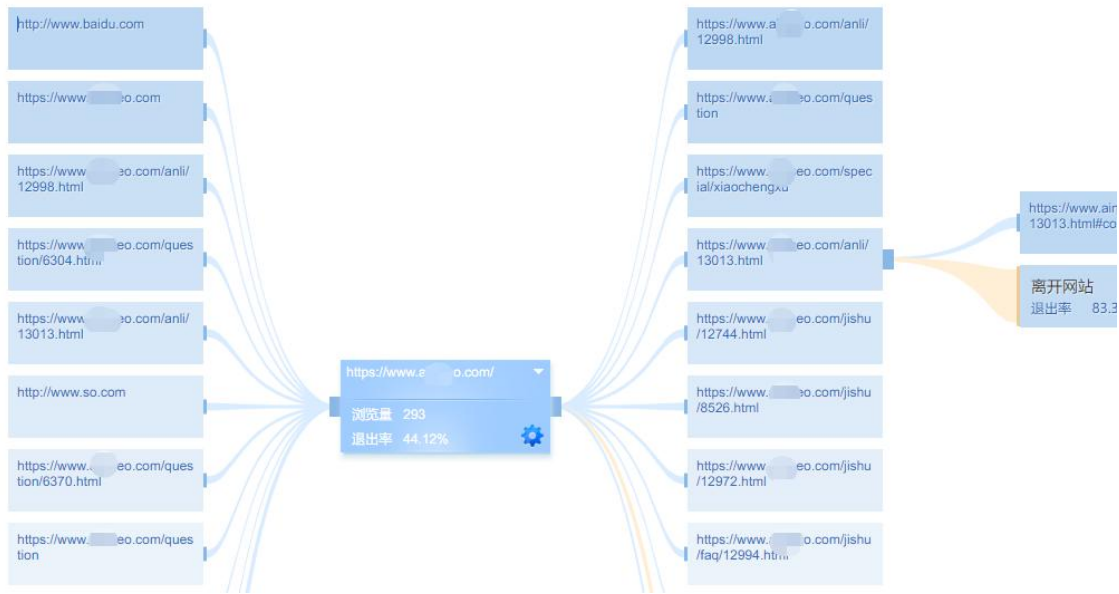 http://www.baidu.com
https://www. eo.com
https://www. eo.com/anli/
12998.html
https://www. eo.com/ques
tion/6304.html
https://www. eo.com/anli/
13013.html
http://www.so.com
https://www. eo.com/ques
tion/6370.html
https://www. eo.com/ques
tion
https://www.a o.com/
浏览量 293
退出率 44.12%
https://www.a o.com/anli/
12998.html
https://www. eo.com/ques
tion
https://www. eo.com/spec
ial/xiaochengxu
https://www. eo.com/anli/
13013.html
https://www. eo.com/jishu
/12744.html
https://www. eo.com/jishu
/8526.html
https://www. eo.com/jishu
/12972.html
https://www. eo.com/jishu
/faq/12994.html
https://www.ain
13013.html#co
离开网站
退出率 83.3